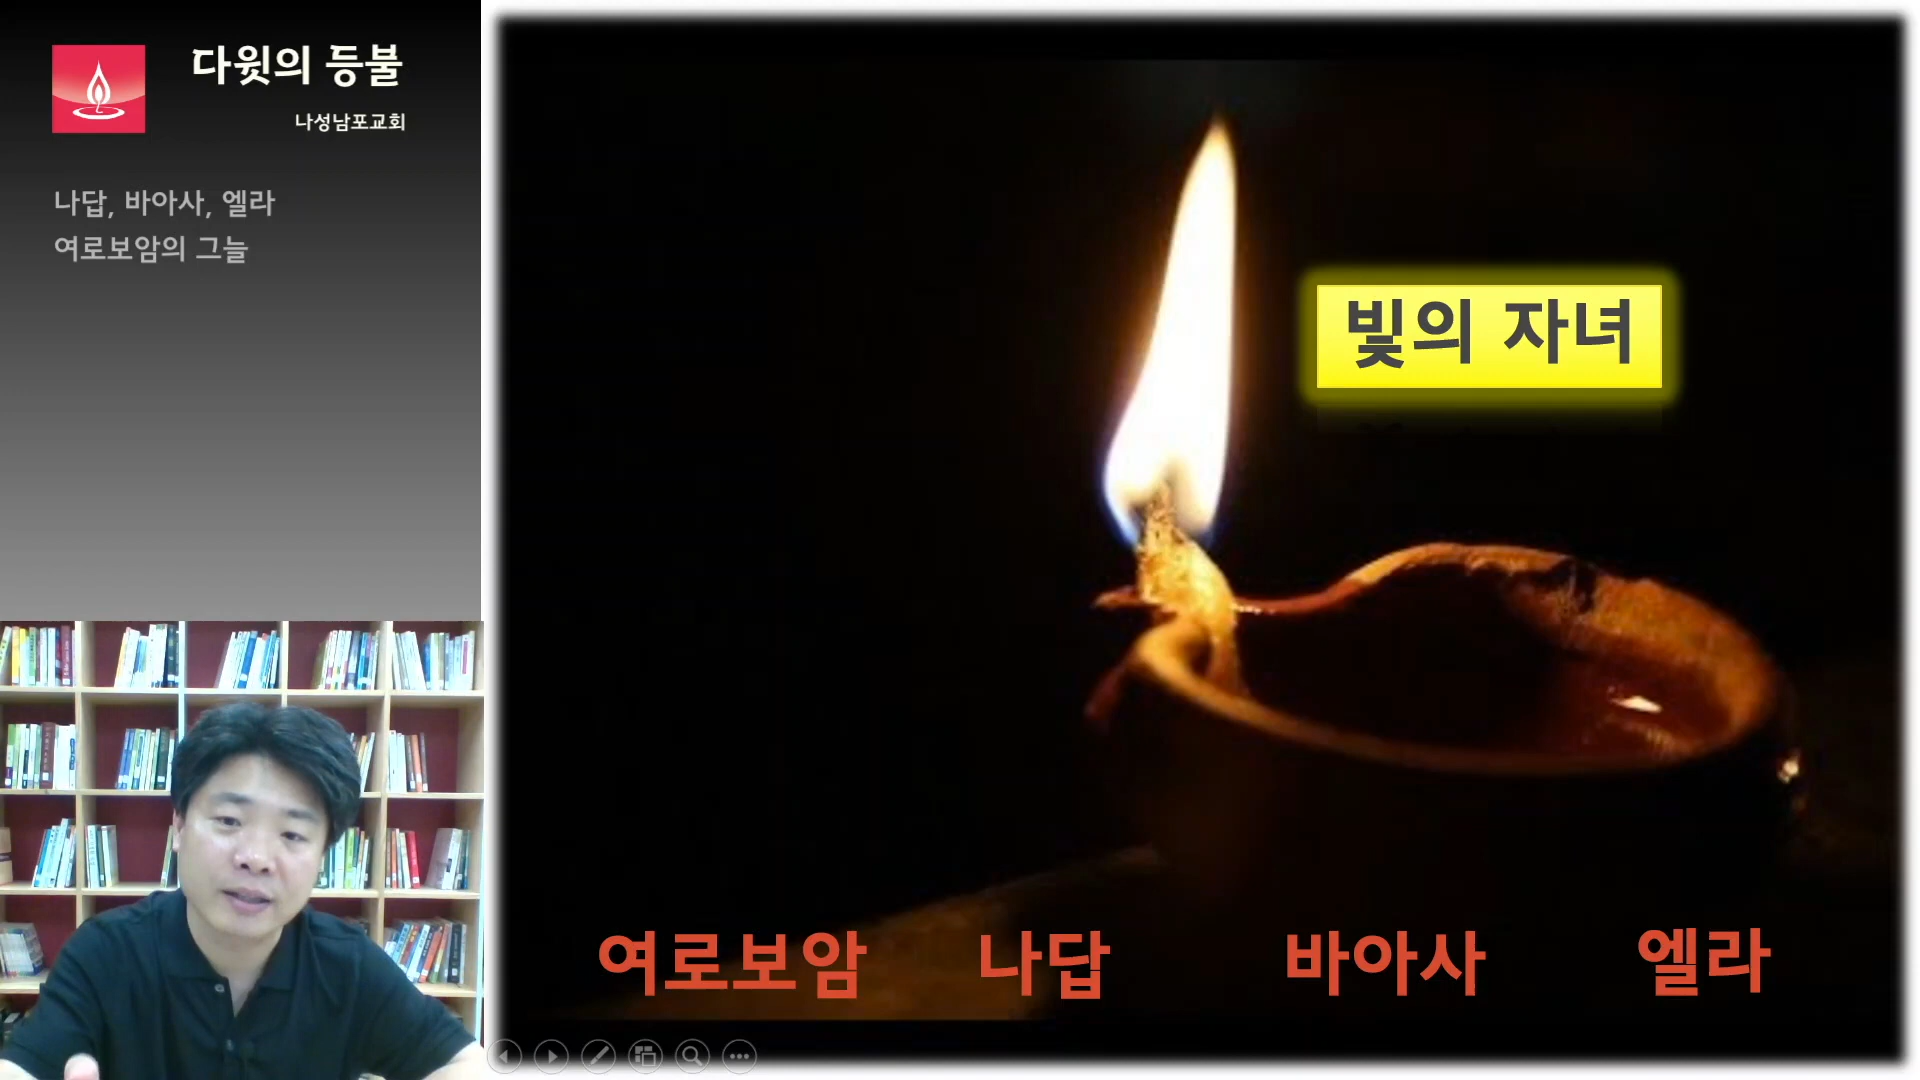 다윗의 등불
나성남포교회
나답, 바아사, 엘라
여로보암의 그늘
빛의 자녀
여로보암 나답 바아사 엘라